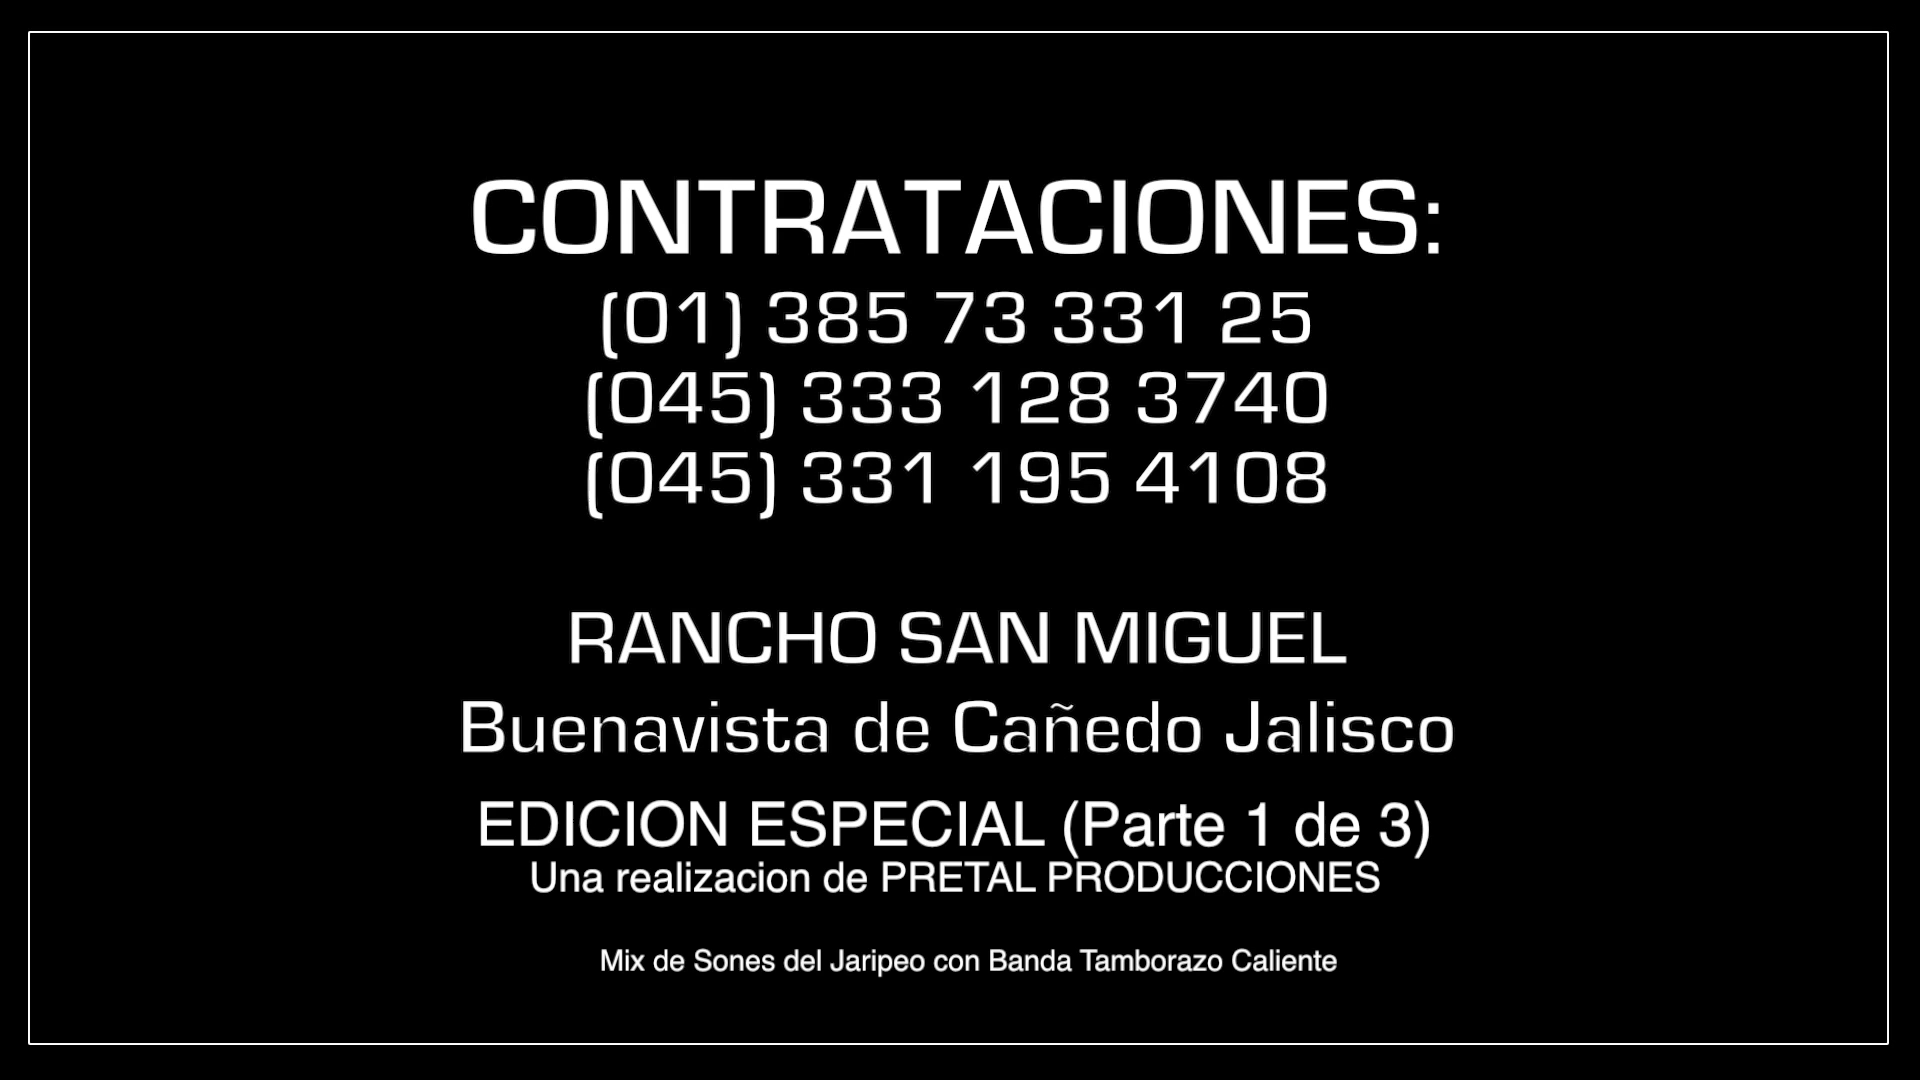 CONTRATACIONES:
(01) 385 73 331 25
(045) 333 128 3740
(045) 331 195 4108
RANCHO SAN MIGUEL
Buenavista de Cañedo Jalisco
EDICION ESPECIAL (Parte 1 de 3)
Una realizacion de PRETAL PRODUCCIONES
Mix de Sones del Jaripeo con Banda Tamborazo Caliente